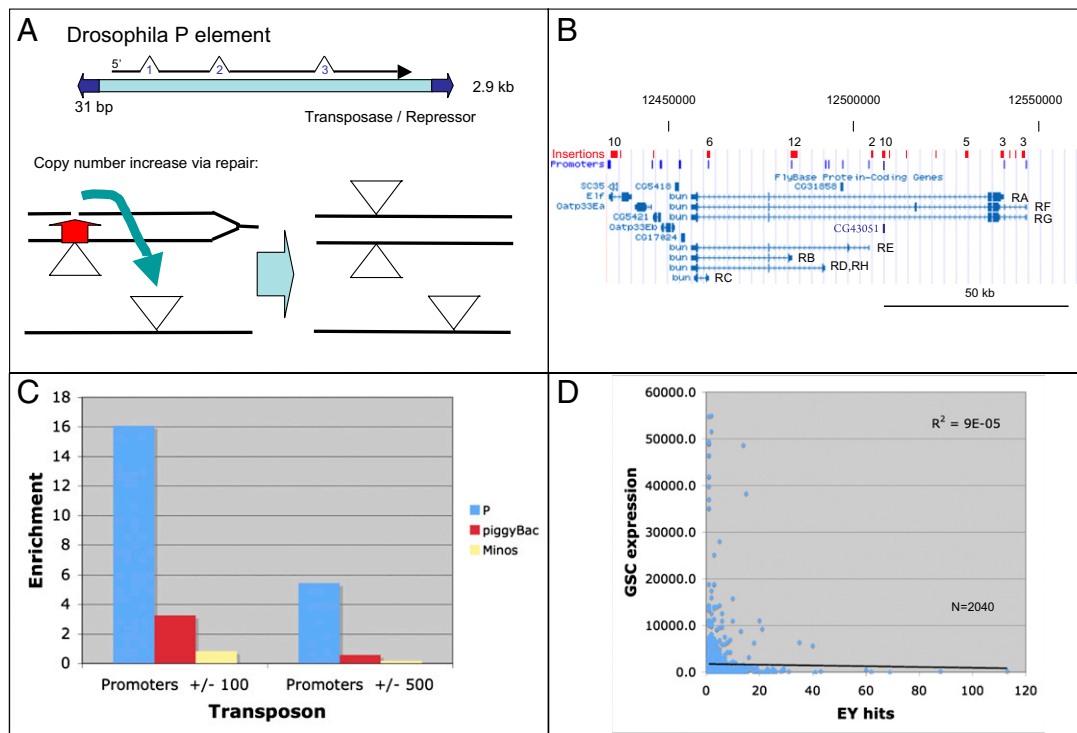 A
Drosophila P element
5'
1
2
3
31 bp
2.9 kb
Transposase / Repressor
Copy number increase via repair:
B
12450000
12500000
12550000
10
6
12
2
10
5
3
3
Insertions
Promoters
FlyBase Protein-Coding Genes
SC35
CG5418
CG31858
Elf
bun
RA
Oatp33Ea
bun
RF
CG5421
bun
RG
Oatp33Eb
CG43051
CG17024
bun
RE
bun
RB
bun
RD,RH
bun
RC
50 kb
C
18
16
14
12
10
8
6
4
2
0
Enrichment
P
piggyBac
Minos
Promoters +/- 100
Promoters +/- 500
Transposon
D
60000.0
50000.0
40000.0
30000.0
20000.0
10000.0
0.0
GSC expression
R² = 9E-05
N=2040
0
20
40
60
80
100
120
EY hits